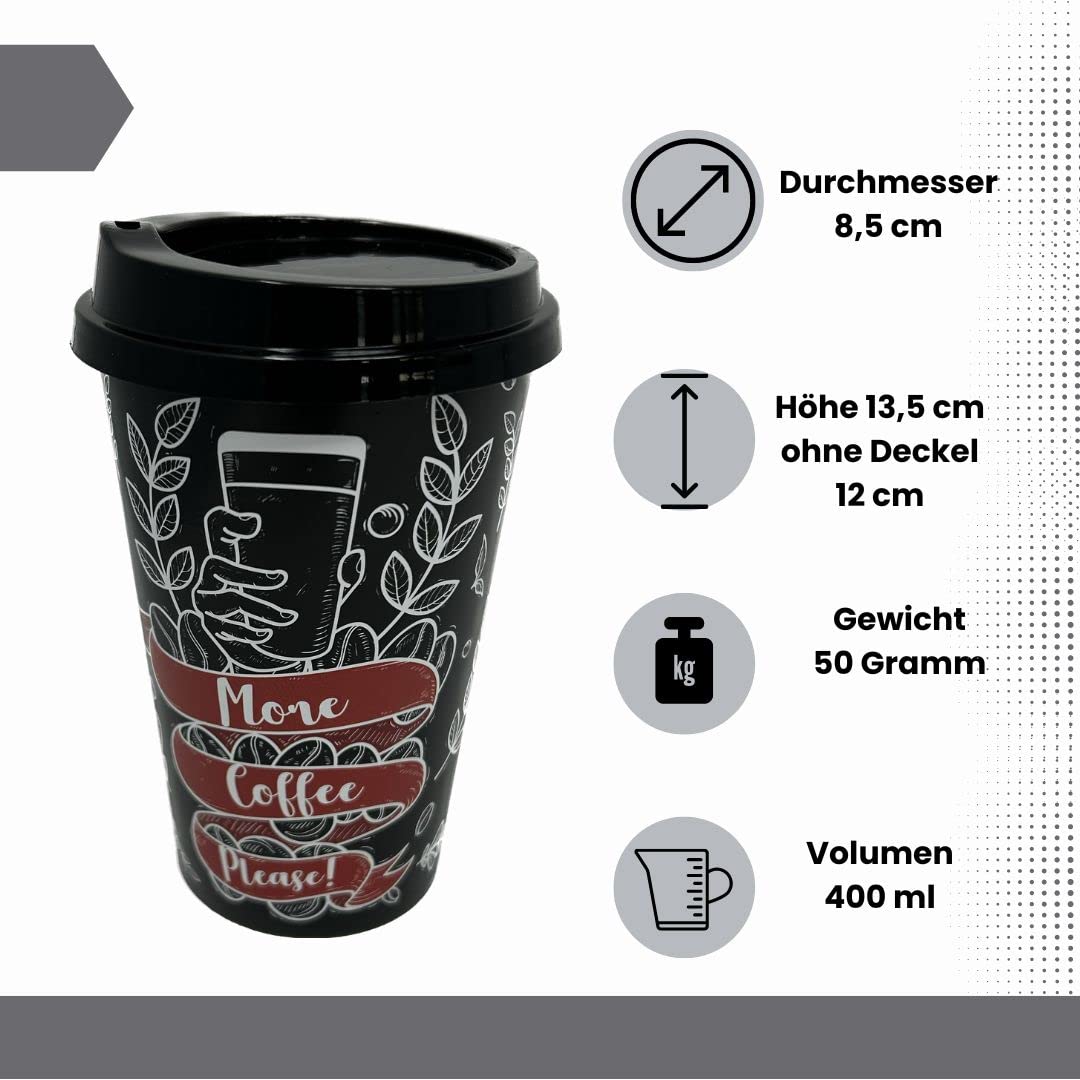 Durchmesser
8,5 cm
Höhe 13,5 cm
ohne Deckel
12 cm
kg
Gewicht
50 Gramm
Volumen
400 ml
More
Coffee
Please!